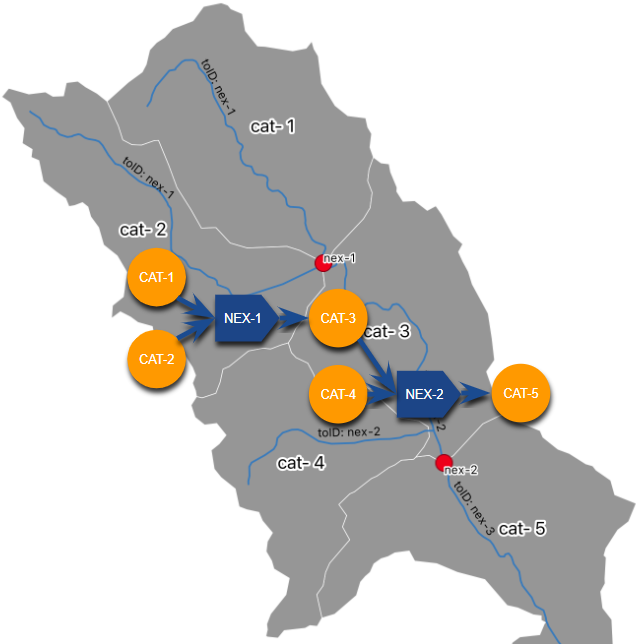 toID: nex-1
cat- 1
toID: nex-1
cat- 2
nex-1
CAT-1
NEX-1
CAT-3
cat- 3
CAT-2
CAT-4
NEX-2
CAT-5
toID: nex-2
cat- 4
nex-2
toID: nex-3
cat- 5